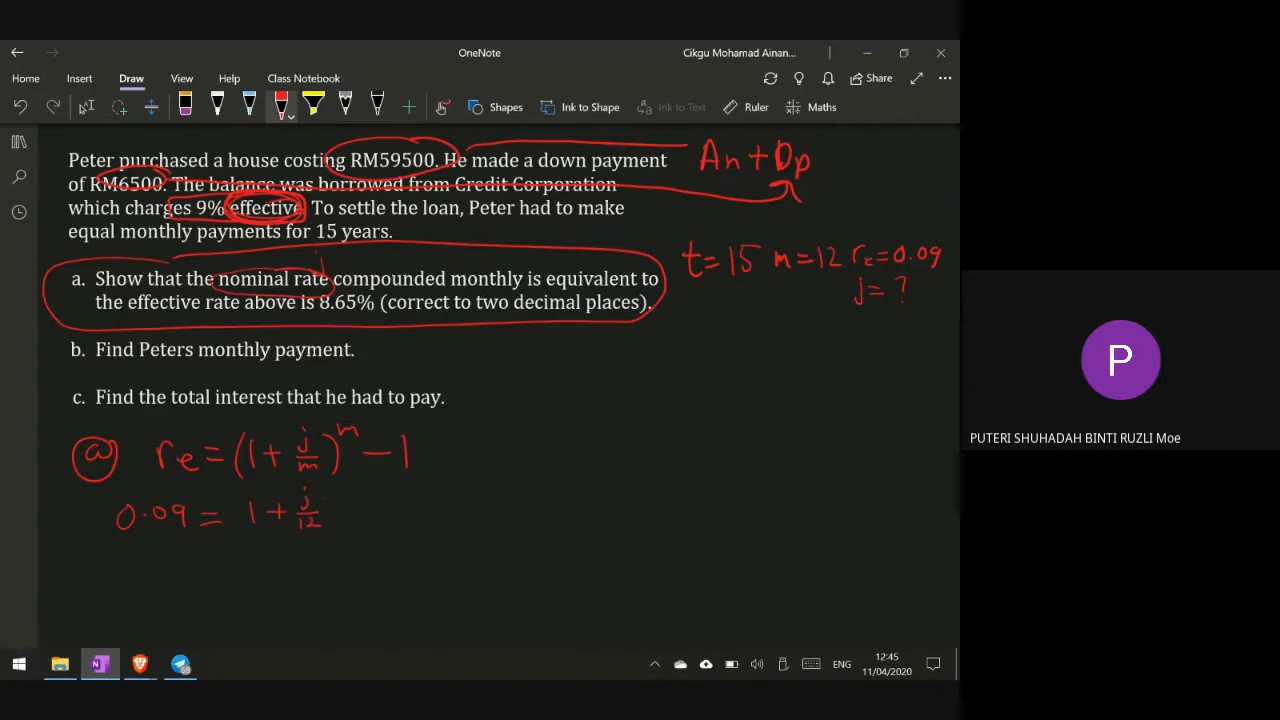 OneNote
Cikgu Mohamad Ainan...
Home Insert Draw View Help Class Notebook
Share
Shapes Ink to Shape Ink to Text Ruler Maths
Peter purchased a house costing RM59500. He made a down payment
of RM6500. The balance was borrowed from Credit Corporation
which charges 9% effective. To settle the loan, Peter had to make
equal monthly payments for 15 years.
An + Dp
j
t = 15 m = 12 re = 0.09
j = ?
a. Show that the nominal rate compounded monthly is equivalent to
the effective rate above is 8.65% (correct to two decimal places).
b. Find Peters monthly payment.
c. Find the total interest that he had to pay.
a re = (1 + j/m)^m - 1
0.09 = 1 + j/12
P
PUTERI SHUHADAH BINTI RUZLI Moe
ENG
12:45
11/04/2020